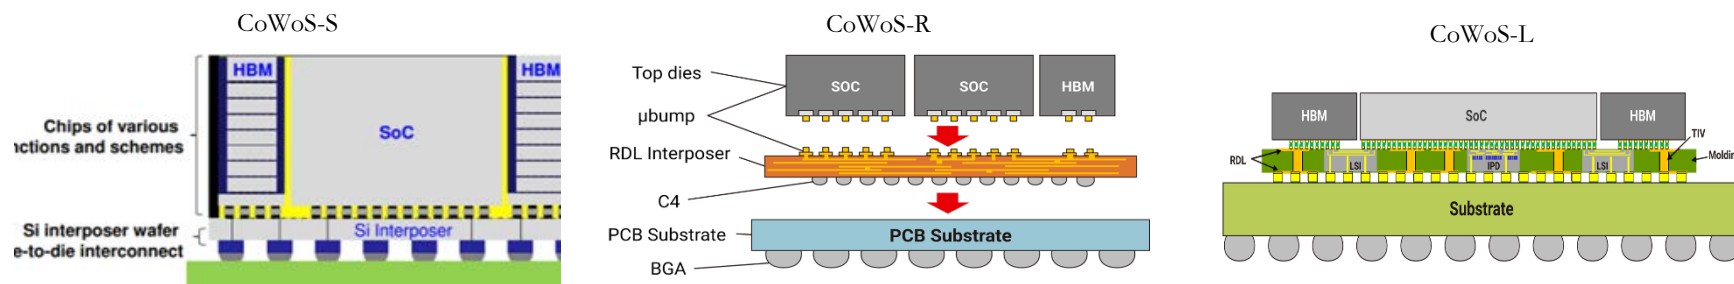 CoWoS-S
HBM
HBM
Chips of various
nctions and schemes
SoC
Si interposer wafer
e-to-die interconnect
Si Interposer
CoWoS-R
Top dies
SOC
SOC
HBM
µbump
RDL Interposer
C4
PCB Substrate
PCB Substrate
BGA
CoWoS-L
HBM
SoC
HBM
TIV
RDL
LSI
IPD
LSI
Moldin
Substrate